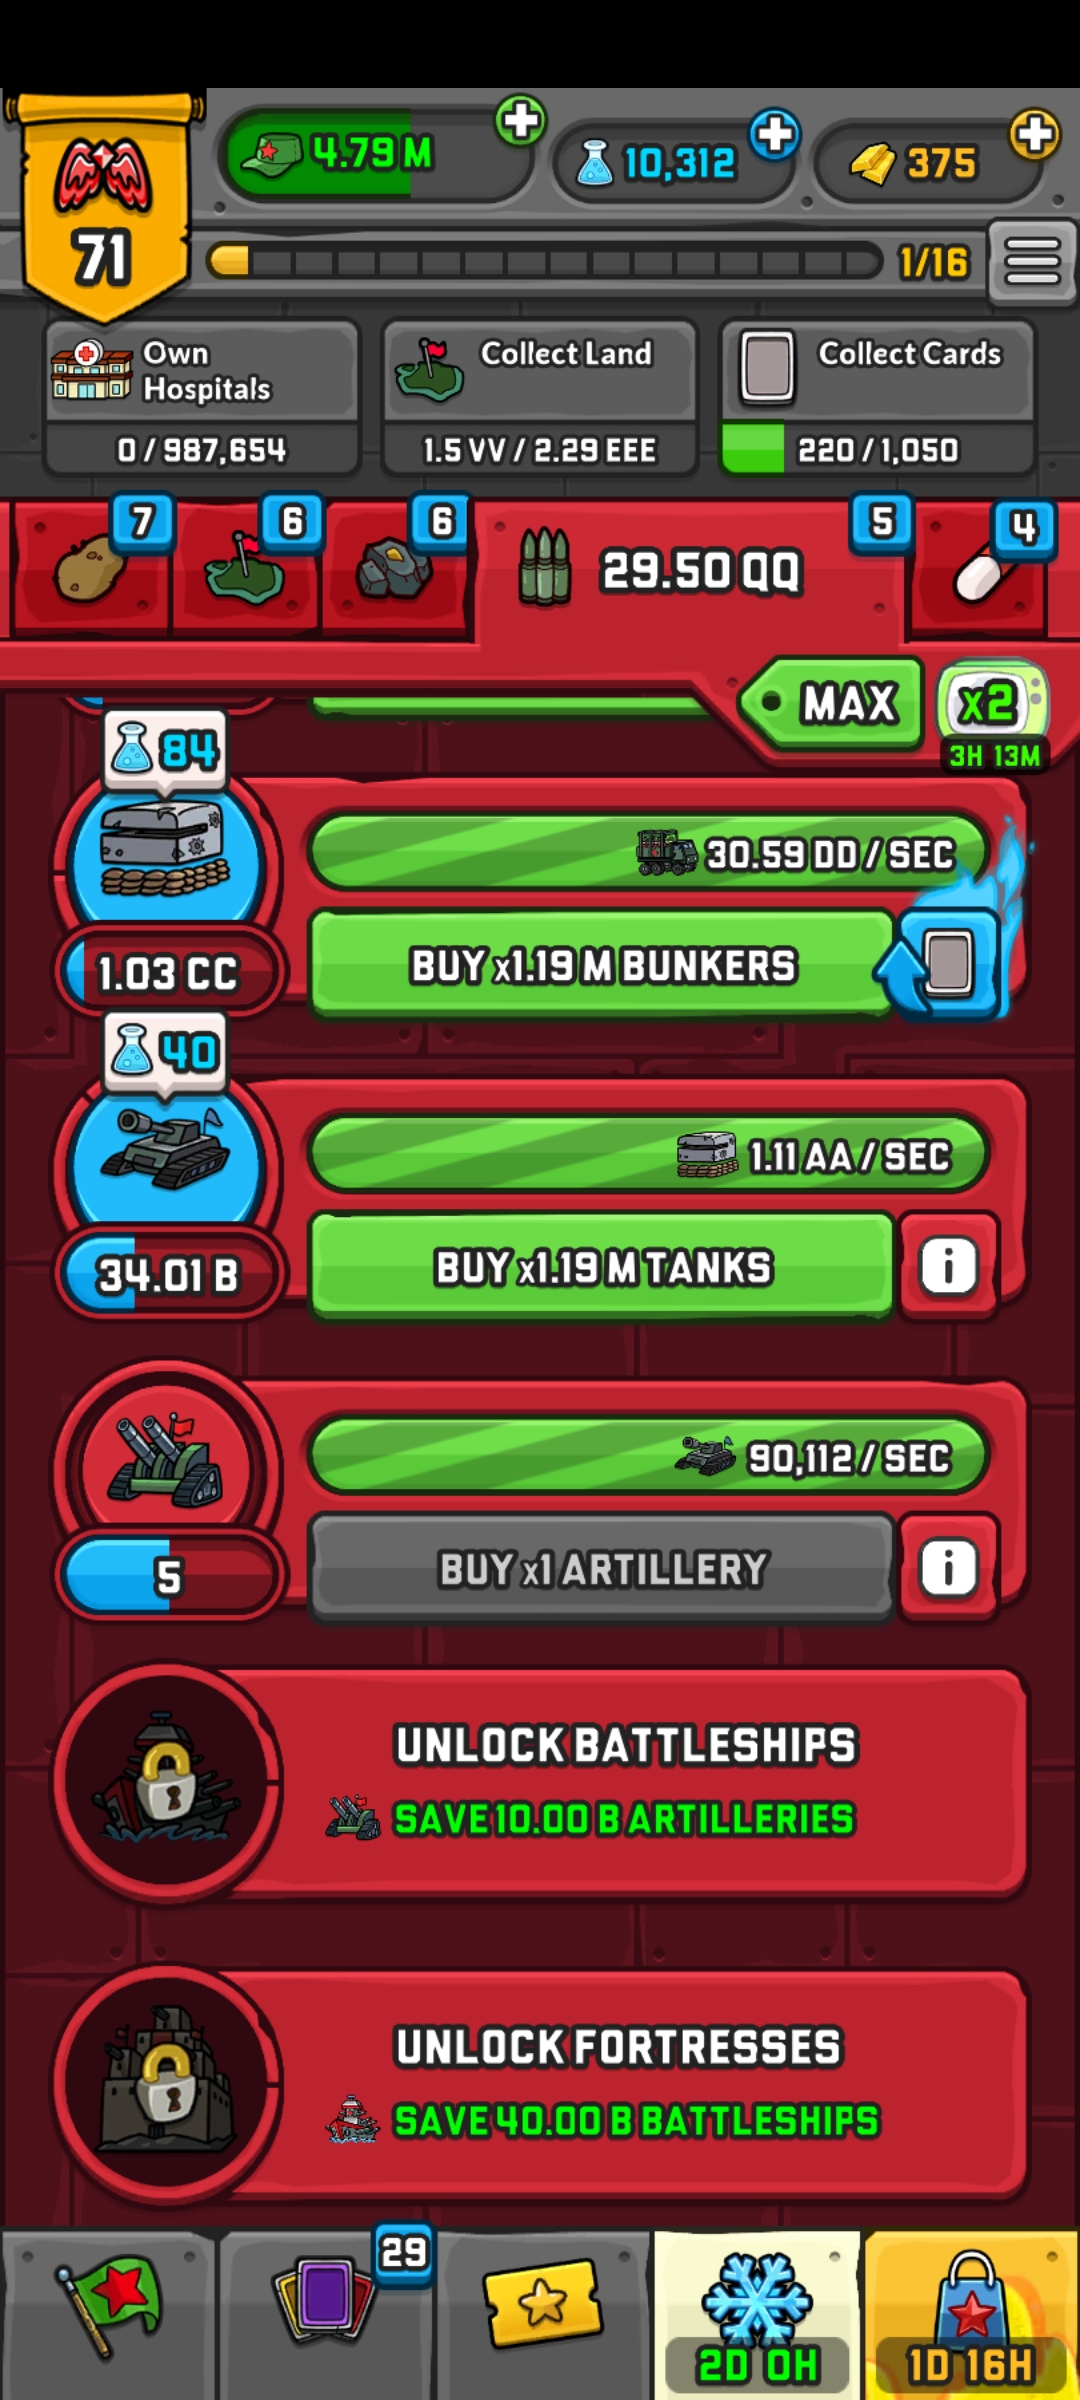 71
4.79 M
10,312
375
1/16
Own
Hospitals
0 / 987,654
Collect Land
1.5 VV / 2.29 EEE
Collect Cards
220 / 1,050
7
6
6
29.50 QQ
5
4
MAX
x2
3H 13M
84
30.59 DD / SEC
1.03 CC
BUY x1.19 M BUNKERS
40
1.11 AA / SEC
34.01 B
BUY x1.19 M TANKS
i
90,112 / SEC
5
BUY x1 ARTILLERY
i
UNLOCK BATTLESHIPS
SAVE 10.00 B ARTILLERIES
UNLOCK FORTRESSES
SAVE 40.00 B BATTLESHIPS
29
2D 0H
1D 16H